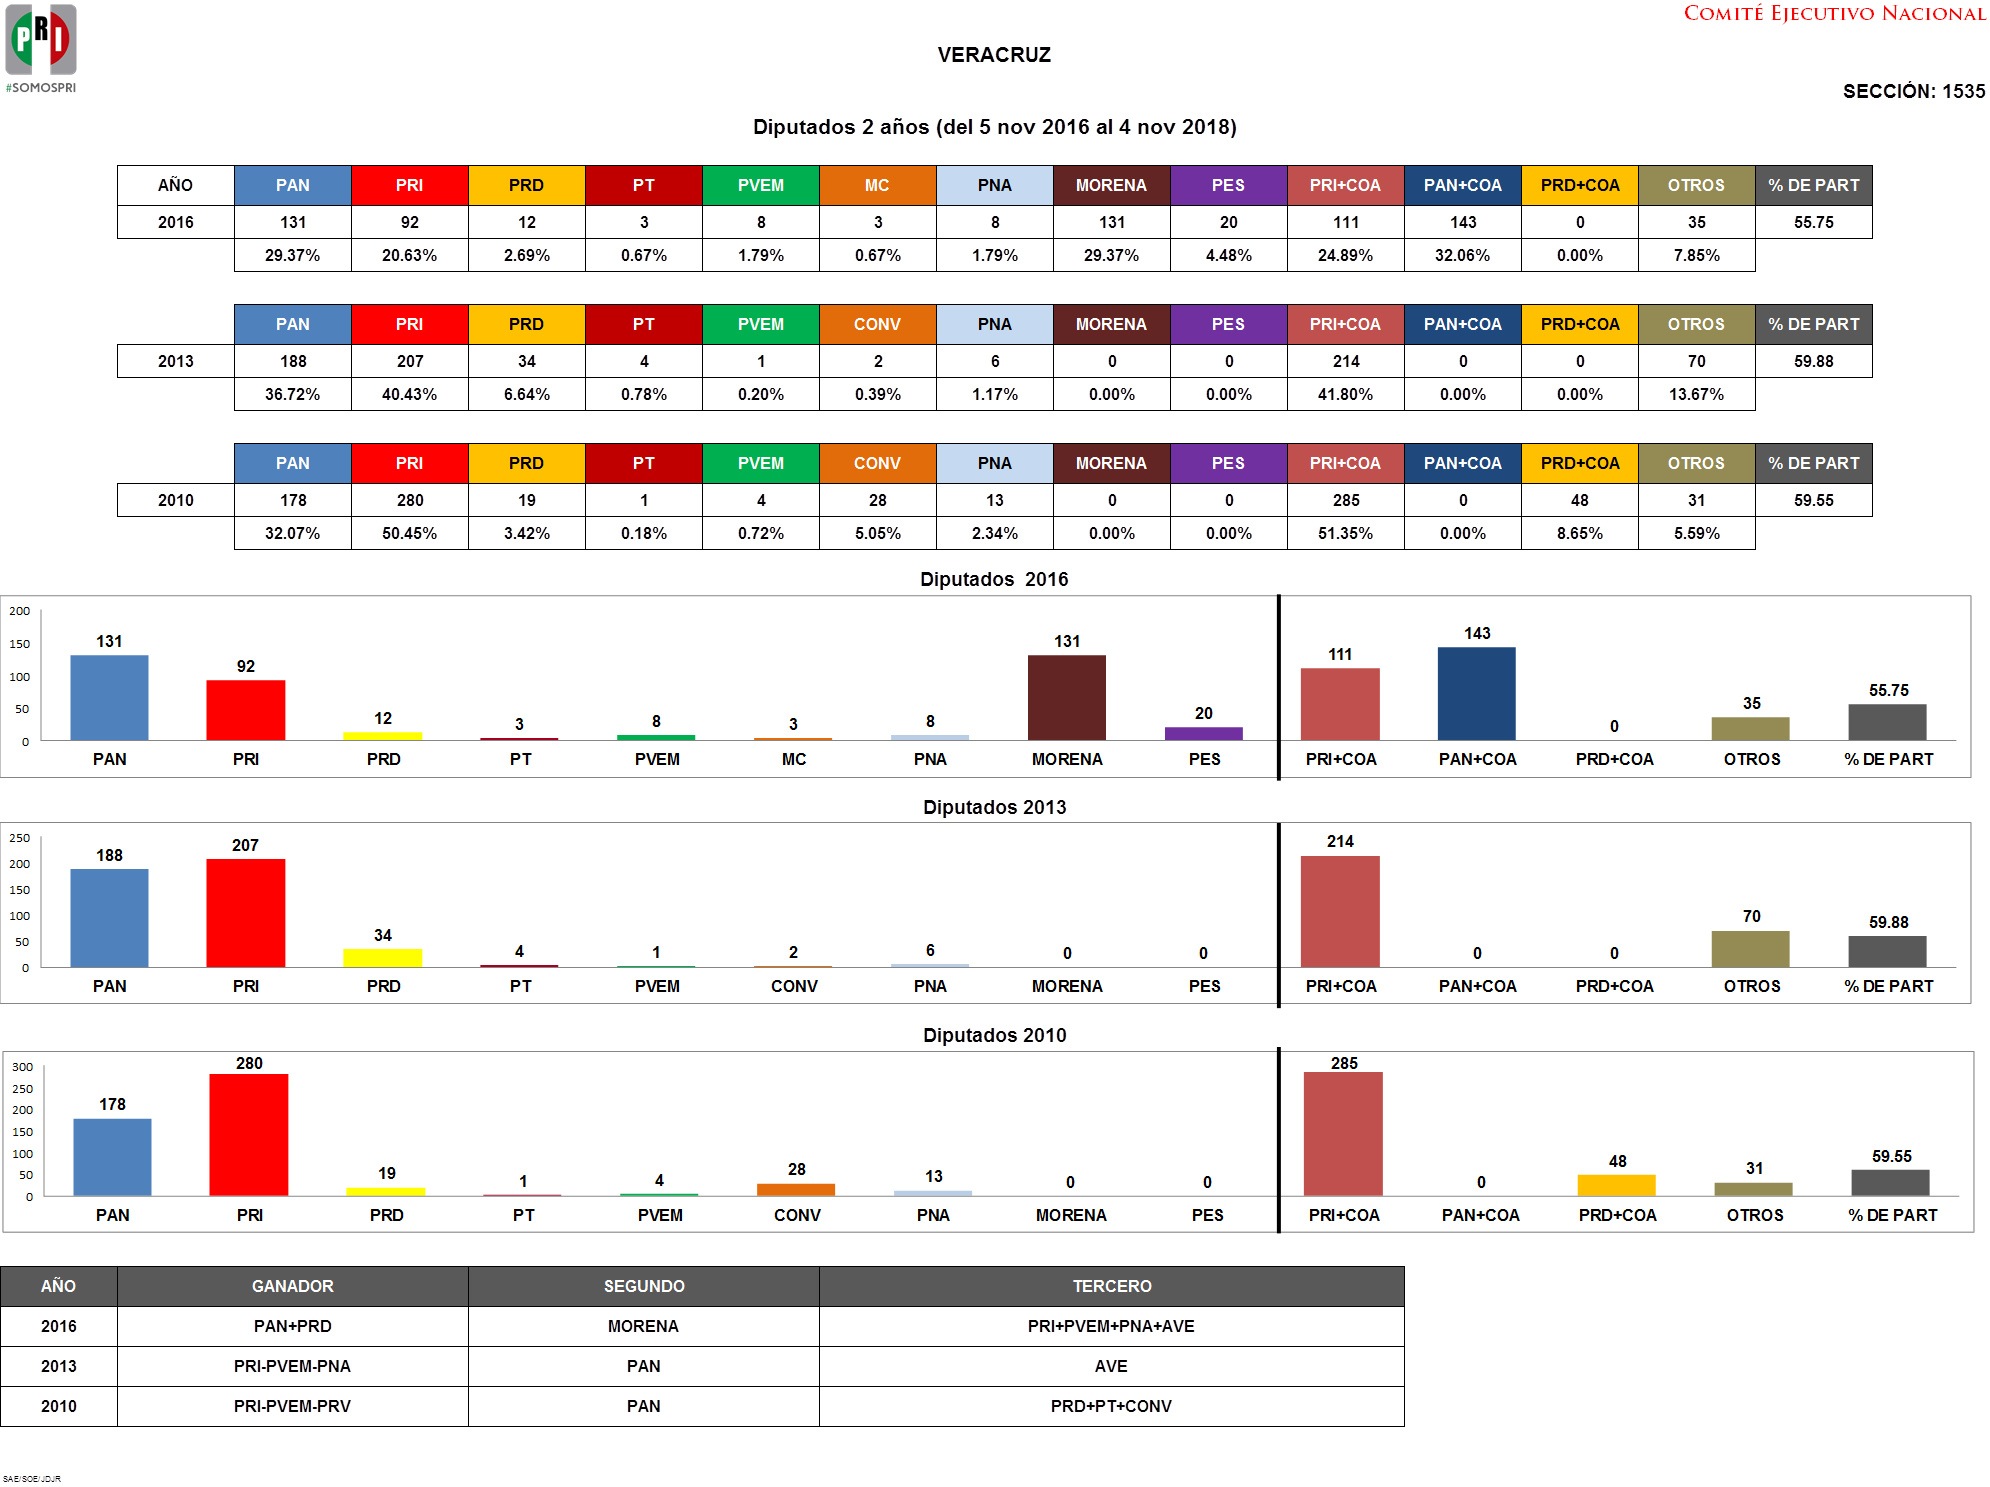 PRI
#SOMOSPRI
COMITÉ EJECUTIVO NACIONAL
VERACRUZ
SECCIÓN: 1535
Diputados 2 años (del 5 nov 2016 al 4 nov 2018)
AÑO PAN PRI PRD PT PVEM MC PNA MORENA PES PRI+COA PAN+COA PRD+COA OTROS % DE PART
2016 131 92 12 3 8 3 8 131 20 111 143 0 35 55.75
29.37% 20.63% 2.69% 0.67% 1.79% 0.67% 1.79% 29.37% 4.48% 24.89% 32.06% 0.00% 7.85%
PAN PRI PRD PT PVEM CONV PNA MORENA PES PRI+COA PAN+COA PRD+COA OTROS % DE PART
2013 188 207 34 4 1 2 6 0 0 214 0 0 70 59.88
36.72% 40.43% 6.64% 0.78% 0.20% 0.39% 1.17% 0.00% 0.00% 41.80% 0.00% 0.00% 13.67%
PAN PRI PRD PT PVEM CONV PNA MORENA PES PRI+COA PAN+COA PRD+COA OTROS % DE PART
2010 178 280 19 1 4 28 13 0 0 285 0 48 31 59.55
32.07% 50.45% 3.42% 0.18% 0.72% 5.05% 2.34% 0.00% 0.00% 51.35% 0.00% 8.65% 5.59%
Diputados 2016
200
150
100
50
0
131 92 12 3 8 3 8 131 20 111 143 0 35 55.75
PAN PRI PRD PT PVEM MC PNA MORENA PES PRI+COA PAN+COA PRD+COA OTROS % DE PART
Diputados 2013
250
200
150
100
50
0
188 207 34 4 1 2 6 0 0 214 0 0 70 59.88
PAN PRI PRD PT PVEM CONV PNA MORENA PES PRI+COA PAN+COA PRD+COA OTROS % DE PART
Diputados 2010
300
250
200
150
100
50
0
178 280 19 1 4 28 13 0 0 285 0 48 31 59.55
PAN PRI PRD PT PVEM CONV PNA MORENA PES PRI+COA PAN+COA PRD+COA OTROS % DE PART
AÑO GANADOR SEGUNDO TERCERO
2016 PAN+PRD MORENA PRI+PVEM+PNA+AVE
2013 PRI-PVEM-PNA PAN AVE
2010 PRI-PVEM-PRV PAN PRD+PT+CONV
SAE/SOE/JDJR